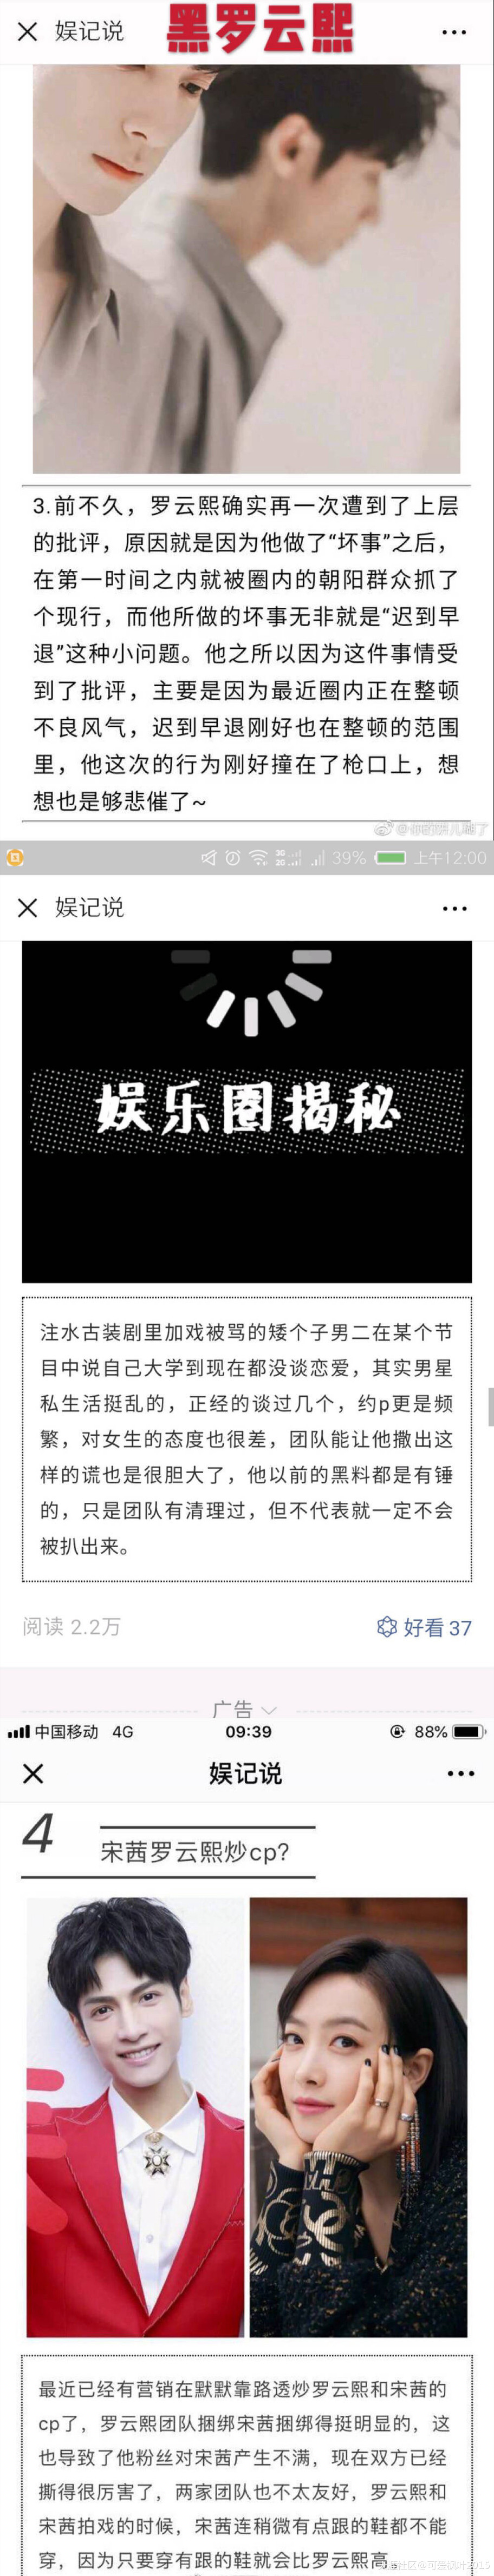 娱记说
黑罗云熙
3.前不久，罗云熙确实再一次遭到了上层
的批评，原因就是因为他做了“坏事”之后，
在第一时间之内就被圈内的朝阳群众抓了
个现行，而他所做的坏事无非就是“迟到早
退”这种小问题。他之所以因为这件事情受
到了批评，主要是因为最近圈内正在整顿
不良风气，迟到早退刚好也在整顿的范围
里，他这次的行为刚好撞在了枪口上，想
想也是够悲催了~
3G
2G
39%
上午12:00
娱记说
娱乐圈揭秘
注水古装剧里加戏被骂的矮个子男二在某个节
目中说自己大学到现在都没谈恋爱，其实男星
私生活挺乱的，正经的谈过几个，约p更是频
繁，对女生的态度也很差，团队能让他撒出这
样的谎也是很胆大了，他以前的黑料都是有锤
的，只是团队有清理过，但不代表就一定不会
被扒出来。
阅读 2.2万
好看 37
广告
中国移动 4G
09:39
88%
娱记说
4
宋茜罗云熙炒cp?
最近已经有营销在默默靠路透炒罗云熙和宋茜的
cp了，罗云熙团队捆绑宋茜捆绑得挺明显的，这
也导致了他粉丝对宋茜产生不满，现在双方已经
撕得很厉害了，两家团队也不太友好，罗云熙和
宋茜拍戏的时候，宋茜连稍微有点跟的鞋都不能
穿，因为只要穿有跟的鞋就会比罗云熙高